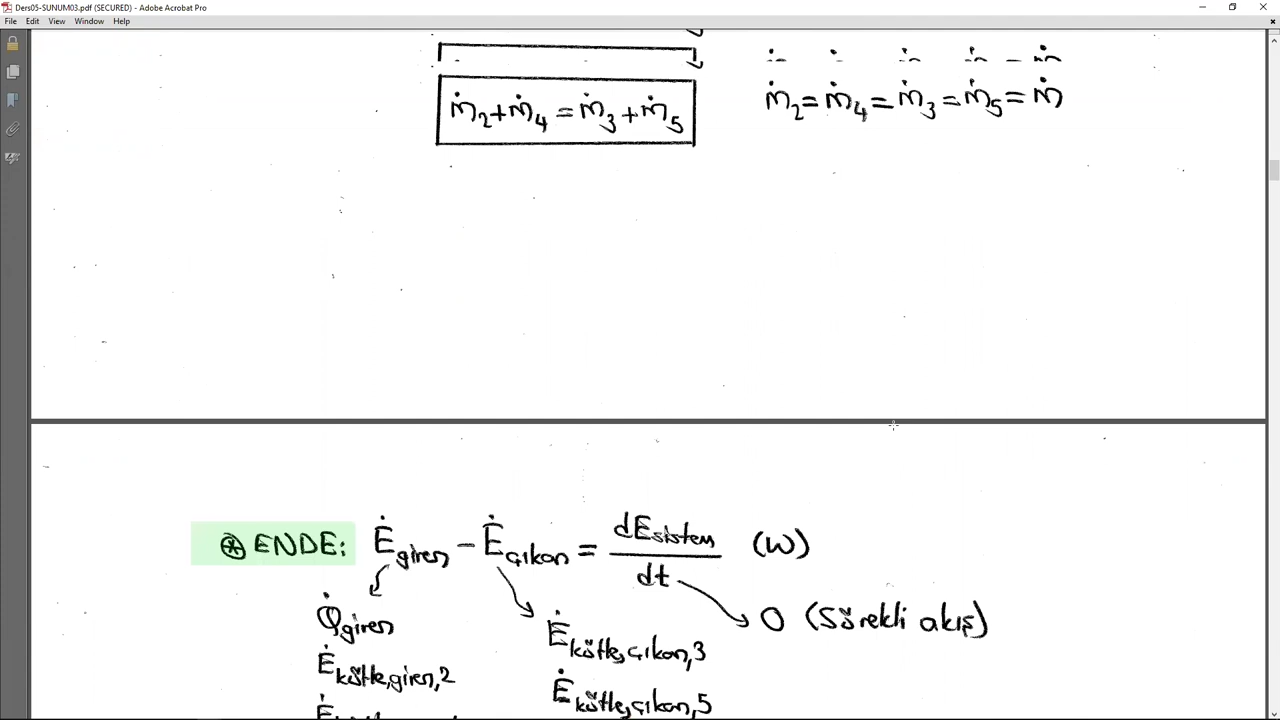 Ders05-SUNUM03.pdf (SECURED) - Adobe Acrobat Pro
File Edit View Window Help
ṁ₂+ṁ₄=ṁ₃+ṁ₅
ṁ₂=ṁ₄=ṁ₃=ṁ₅=ṁ
⊛ ENDE: Ėgiren - Ėçıkan = dEsistem/dt (W)
0 (Sürekli akış)
Q̇giren
Ėkütle,çıkan,3
Ėkütle,giren,2
Ėkütle,çıkan,5